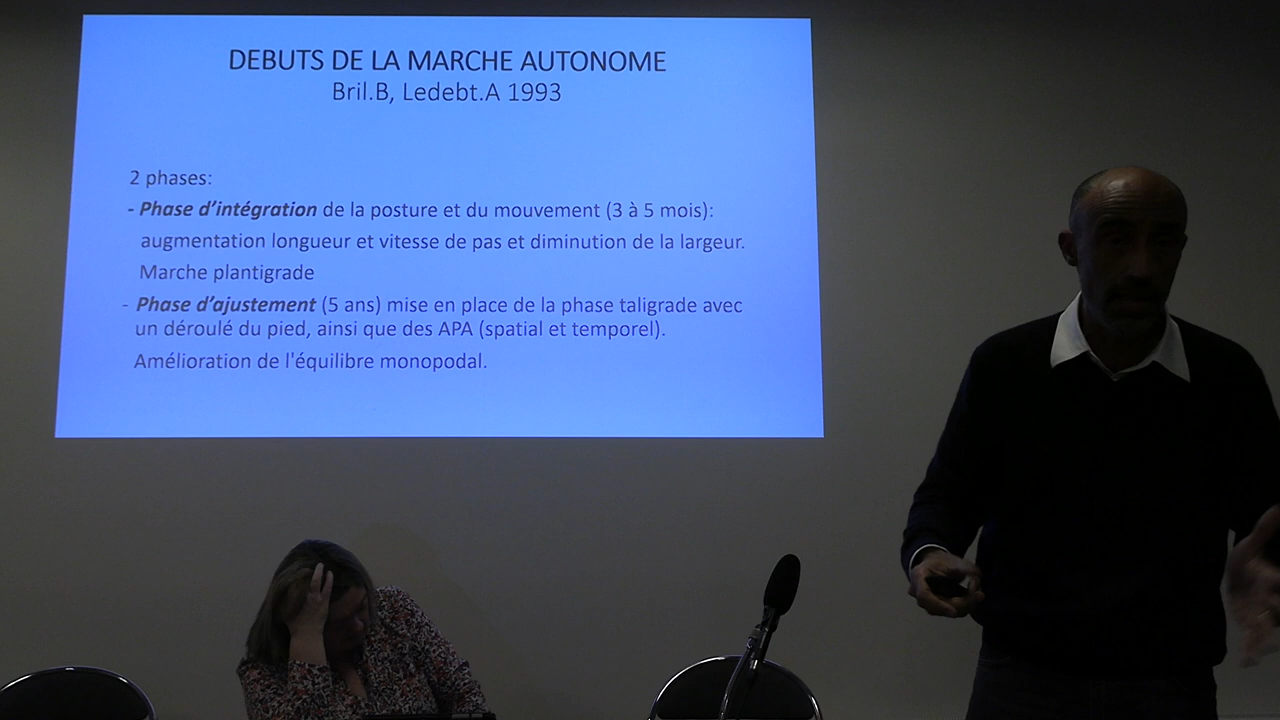 DEBUTS DE LA MARCHE AUTONOME
Bril.B, Ledebt.A 1993
2 phases:
- Phase d’intégration de la posture et du mouvement (3 à 5 mois):
augmentation longueur et vitesse de pas et diminution de la largeur.
Marche plantigrade
- Phase d’ajustement (5 ans) mise en place de la phase taligrade avec
un déroulé du pied, ainsi que des APA (spatial et temporel).
Amélioration de l'équilibre monopodal.